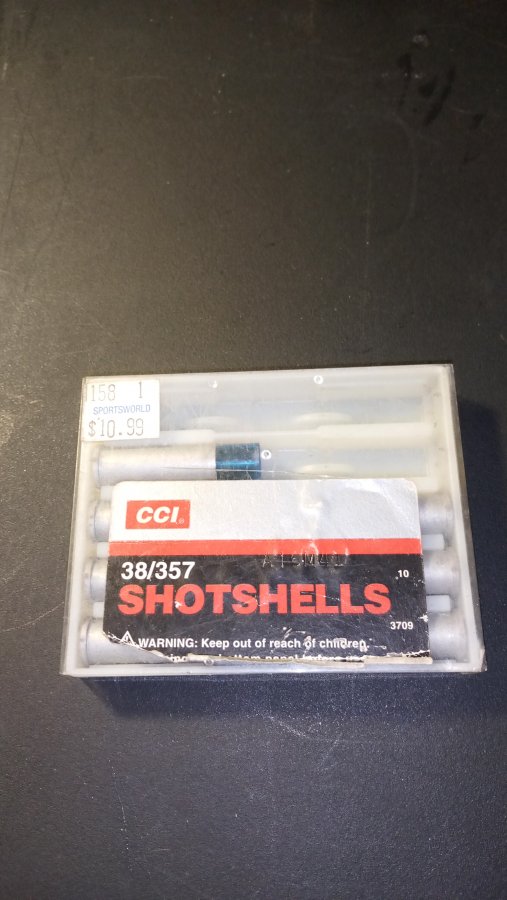 158 1
SPORTSWORLD
$10.99
CCI®
38/357
10
SHOTSHELLS
3709
⚠ WARNING: Keep out of reach of children.